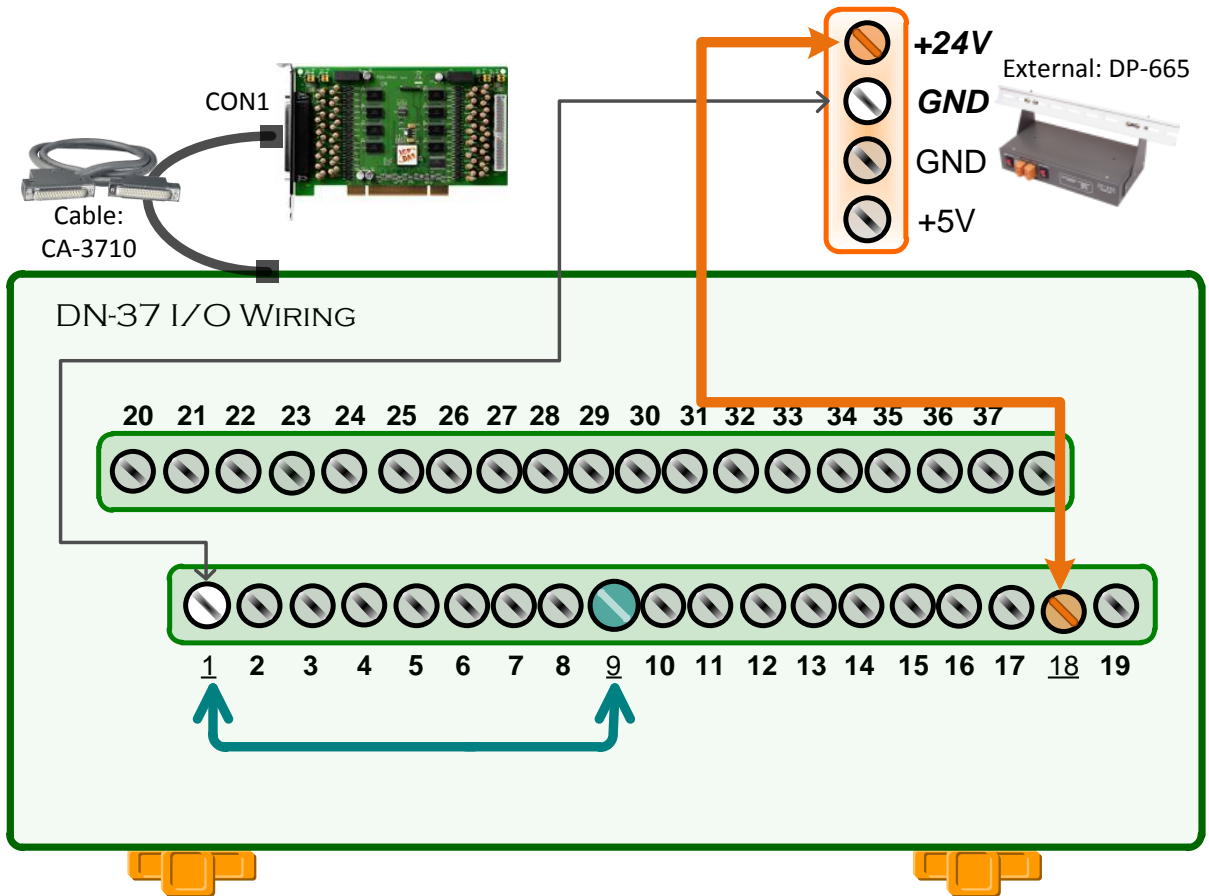 +24V
External: DP-665
CON1
GND
GND
Cable:
CA-3710
+5V
DN-37 I/O WIRING
20 21 22 23 24 25 26 27 28 29 30 31 32 33 34 35 36 37
1 2 3 4 5 6 7 8 9 10 11 12 13 14 15 16 17 18 19